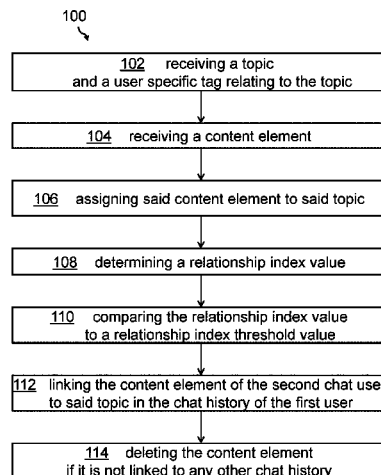 100
102 receiving a topic
and a user specific tag relating to the topic
104 receiving a content element
106 assigning said content element to said topic
108 determining a relationship index value
110 comparing the relationship index value
to a relationship index threshold value
112 linking the content element of the second chat use
to said topic in the chat history of the first user
114 deleting the content element
if it is not linked to any other chat history